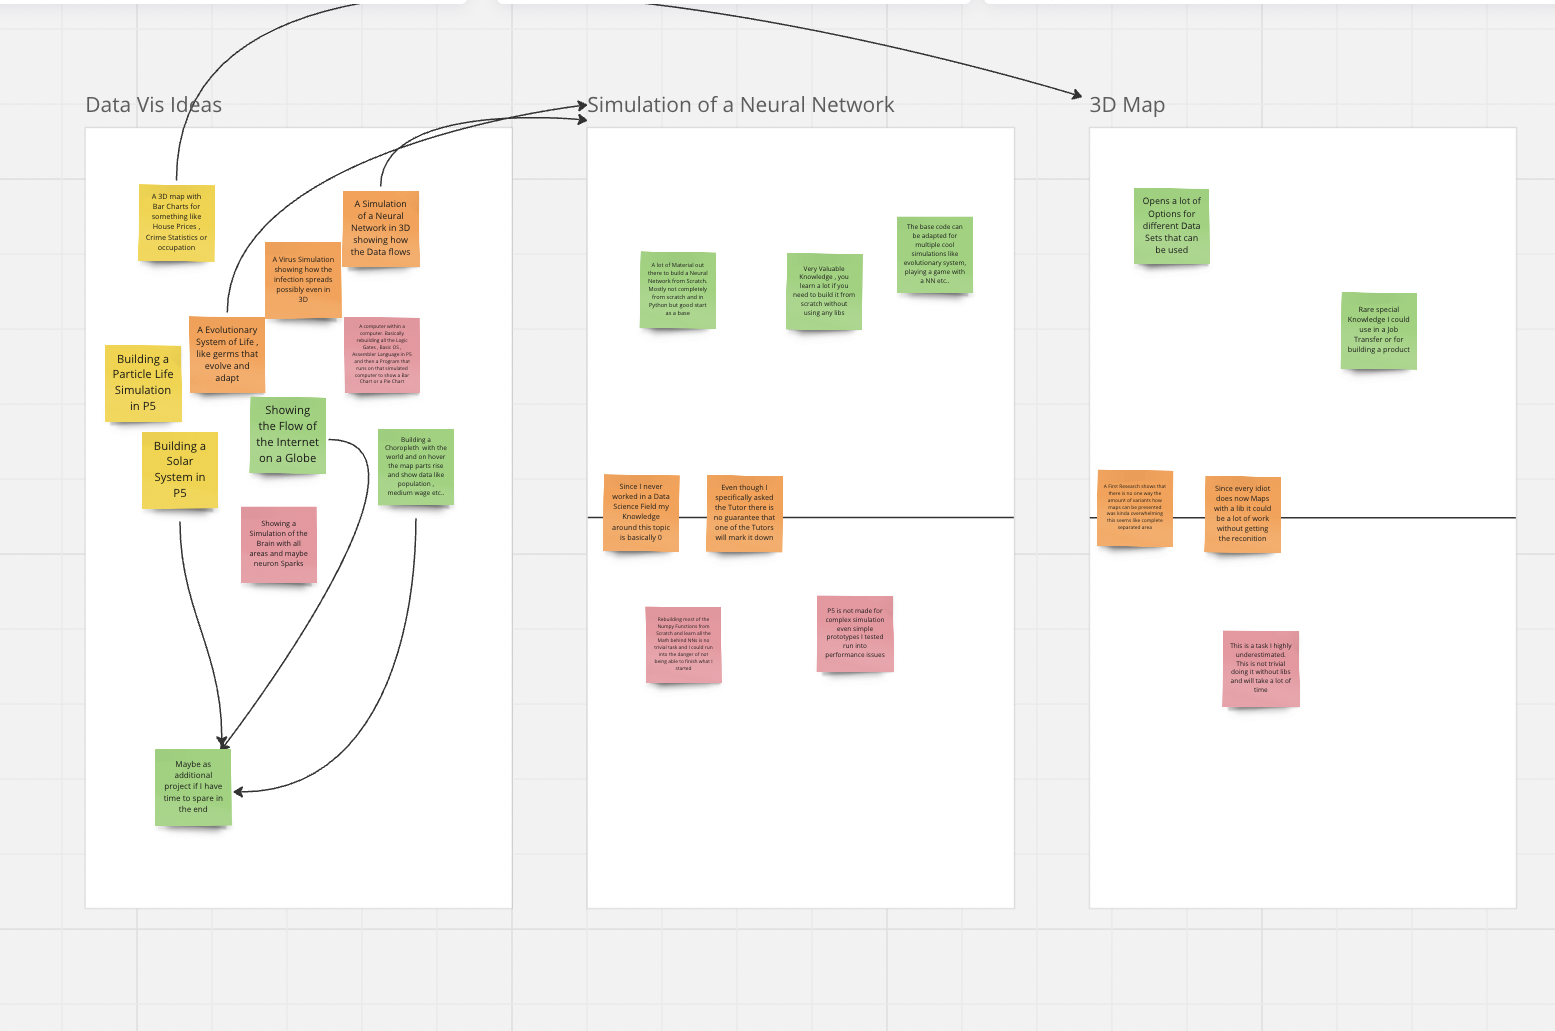 Data Vis Ideas
Simulation of a Neural Network
3D Map
A 3D map with
Bar Charts for
something like
House Prices ,
Crime Statistics or
occupation
A Simulation
of a Neural
Network in 3D
showing how
the Data flows
A Virus Simulation
showing how the
infection spreads
possibly even in
3D
A Evolutionary
System of Life ,
like germs that
evolve and
adapt
A computer within a
computer. Basically
rebuilding all the Logic
Gates , Basic OS ,
Assembler Language in P5
and then a Program that
runs on that simulated
computer to show a Bar
Chart or a Pie Chart
Building a
Particle Life
Simulation
in P5
Showing
the Flow of
the Internet
on a Globe
Building a
Choropleth with the
world and on hover
the map parts rise
and show data like
population ,
medium wage etc..
Building a
Solar
System in
P5
Showing a
Simulation of the
Brain with all
areas and maybe
neuron Sparks
Maybe as
additional
project if I have
time to spare in
the end
A lot of Material out
there to build a Neural
Network from Scratch.
Mostly not completely
from scratch and in
Python but good start
as a base
Very Valuable
Knowledge , you
learn a lot if you
need to build it from
scratch without
using any libs
The base code can
be adapted for
multiple cool
simulations like
evolutionary system,
playing a game with
a NN etc..
Since I never
worked in a Data
Science Field my
Knowledge
around this topic
is basically 0
Even though I
specifically asked
the Tutor there is
no guarantee that
one of the Tutors
will mark it down
Rebuilding most of the
Numpy Functions from
Scratch and learn all the
Math behind NNs is no
trivial task and I could run
into the danger of not
being able to finish what I
started
P5 is not made for
complex simulation
even simple
prototypes I tested
run into
performance issues
Opens a lot of
Options for
different Data
Sets that can
be used
Rare special
Knowledge I could
use in a Job
Transfer or for
building a product
A First Research shows that
there is no one way the
amount of variants how
maps can be presented
was kinda overwhelming
this seems like complete
separated area
Since every idiot
does now Maps
with a lib it could
be a lot of work
without getting
the reconition
This is a task I highly
underestimated.
This is not trivial
doing it without libs
and will take a lot of
time